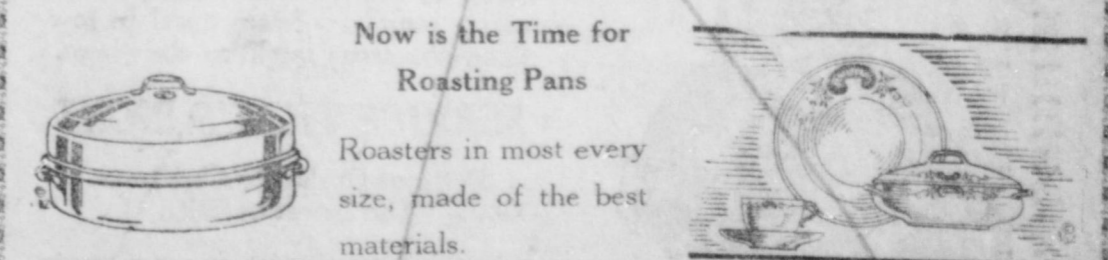 Now is the Time for
Roasting Pans
Roasters in most every
size, made of the best
materials.